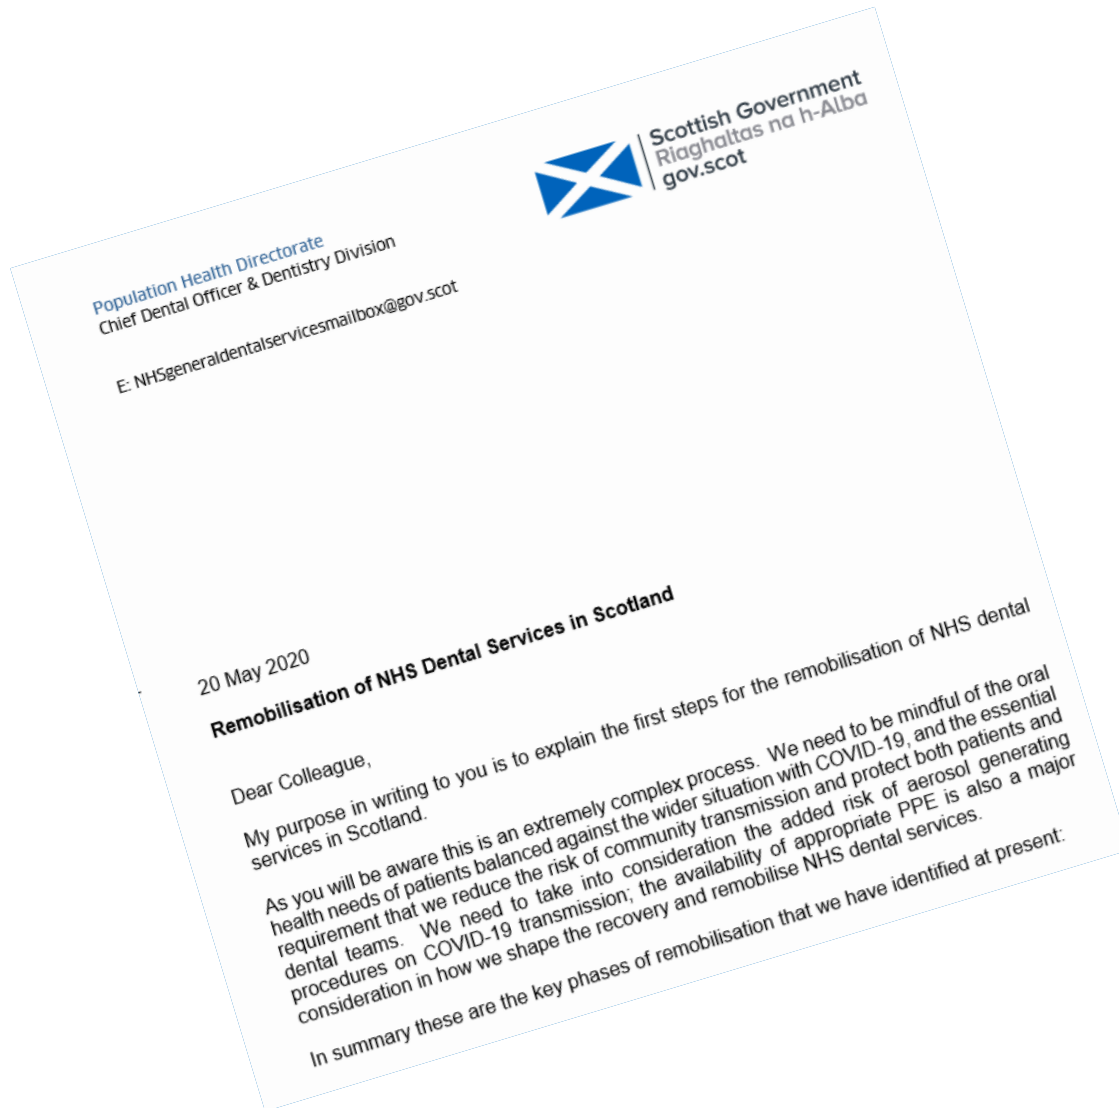 Scottish Government
Riaghaltas na h-Alba
gov.scot
Population Health Directorate
Chief Dental Officer & Dentistry Division
E: NHSgeneraldentalservicesmailbox@gov.scot
20 May 2020
Remobilisation of NHS Dental Services in Scotland
Dear Colleague,
My purpose in writing to you is to explain the first steps for the remobilisation of NHS dental
services in Scotland.
As you will be aware this is an extremely complex process. We need to be mindful of the oral
health needs of patients balanced against the wider situation with COVID-19, and the essential
requirement that we reduce the risk of community transmission and protect both patients and
dental teams. We need to take into consideration the added risk of aerosol generating
procedures on COVID-19 transmission; the availability of appropriate PPE is also a major
consideration in how we shape the recovery and remobilise NHS dental services.
In summary these are the key phases of remobilisation that we have identified at present: